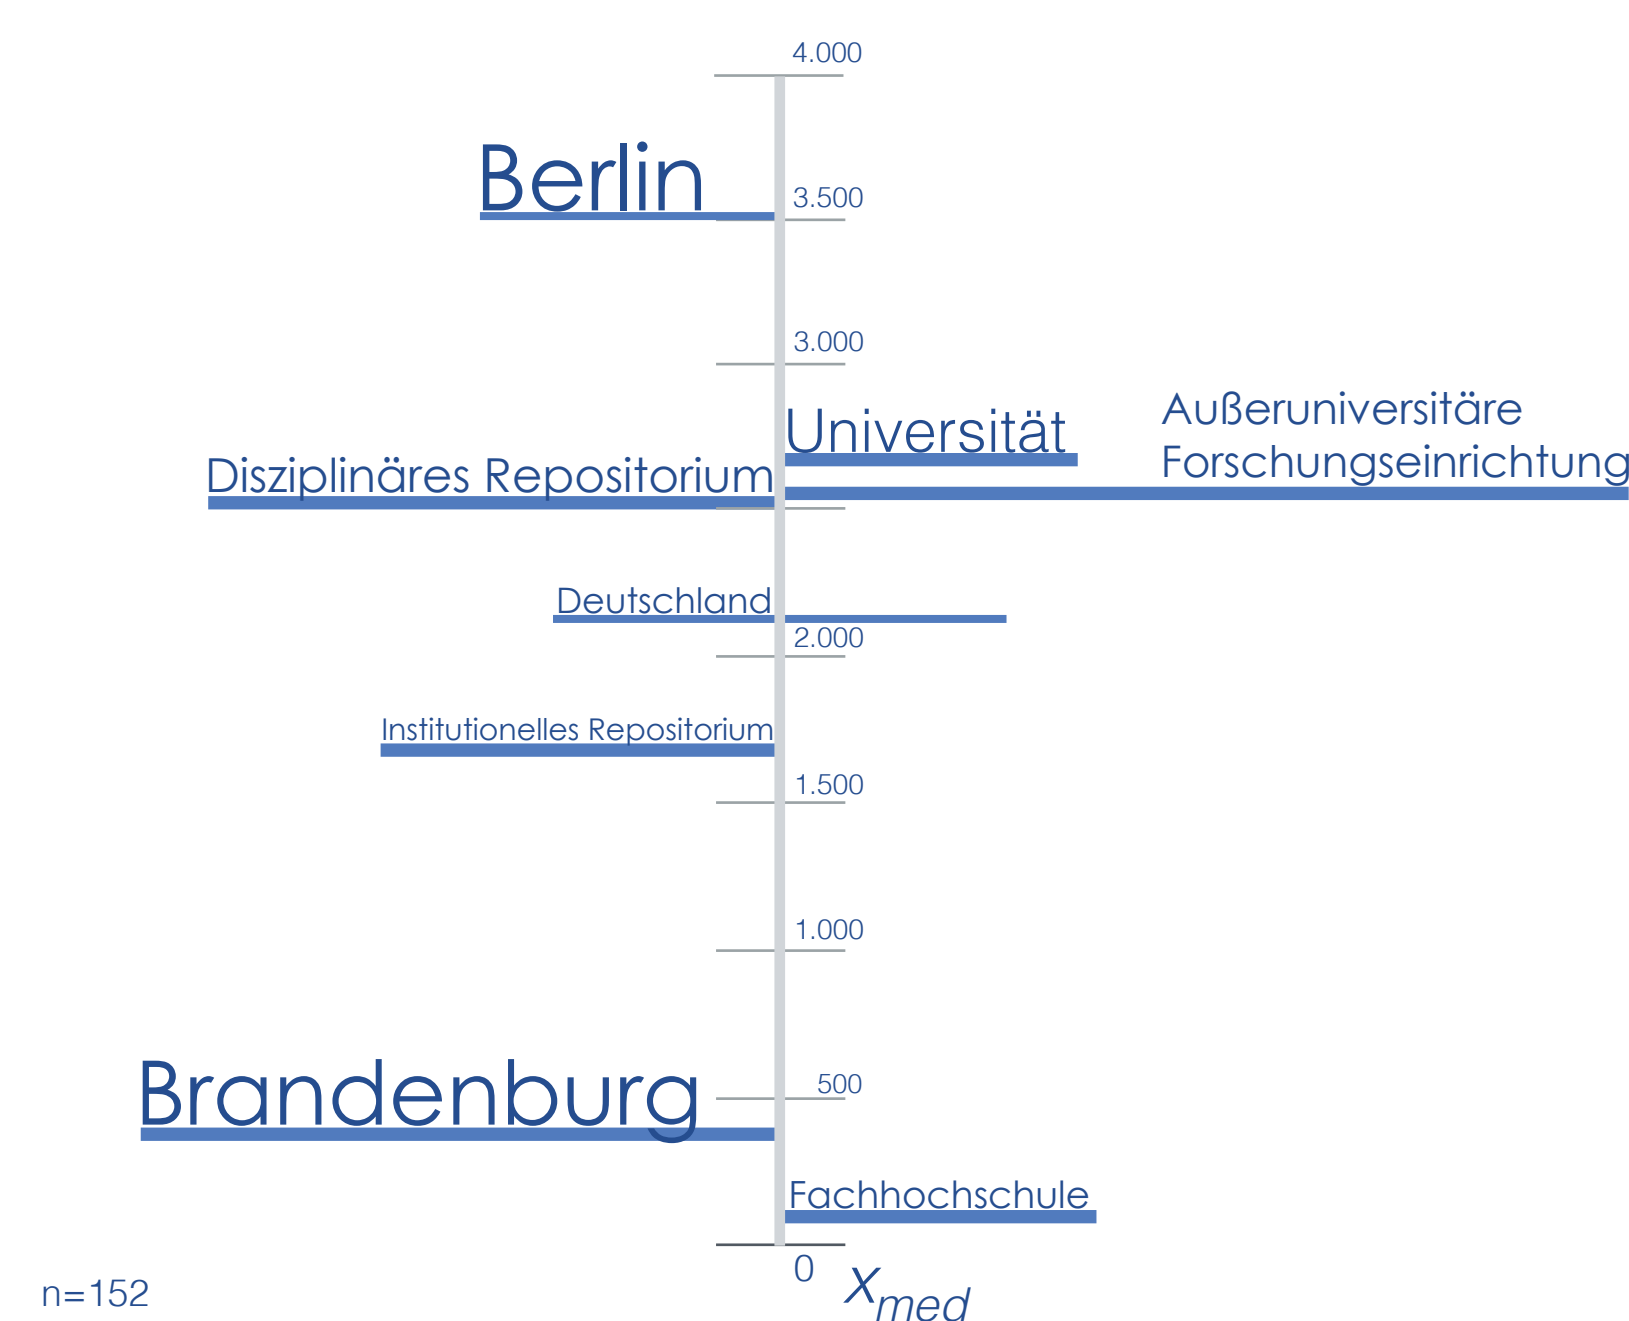 4.000
Berlin
3.500
3.000
Universität
Außeruniversitäre
Forschungseinrichtung
Disziplinäres Repositorium
Deutschland
2.000
Institutionelles Repositorium
1.500
1.000
Brandenburg
500
Fachhochschule
0
x_med
n=152